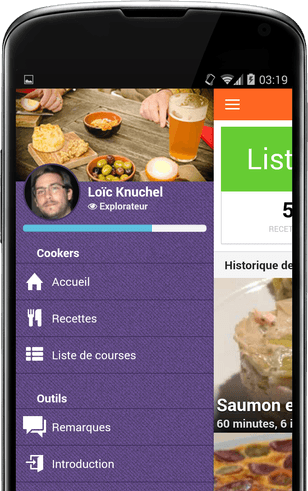 03:19
Loïc Knuchel
Explorateur
Cookers
Accueil
Recettes
Liste de courses
Outils
Remarques
Introduction
List
5
RECET
Historique de
Saumon e
60 minutes, 6 i